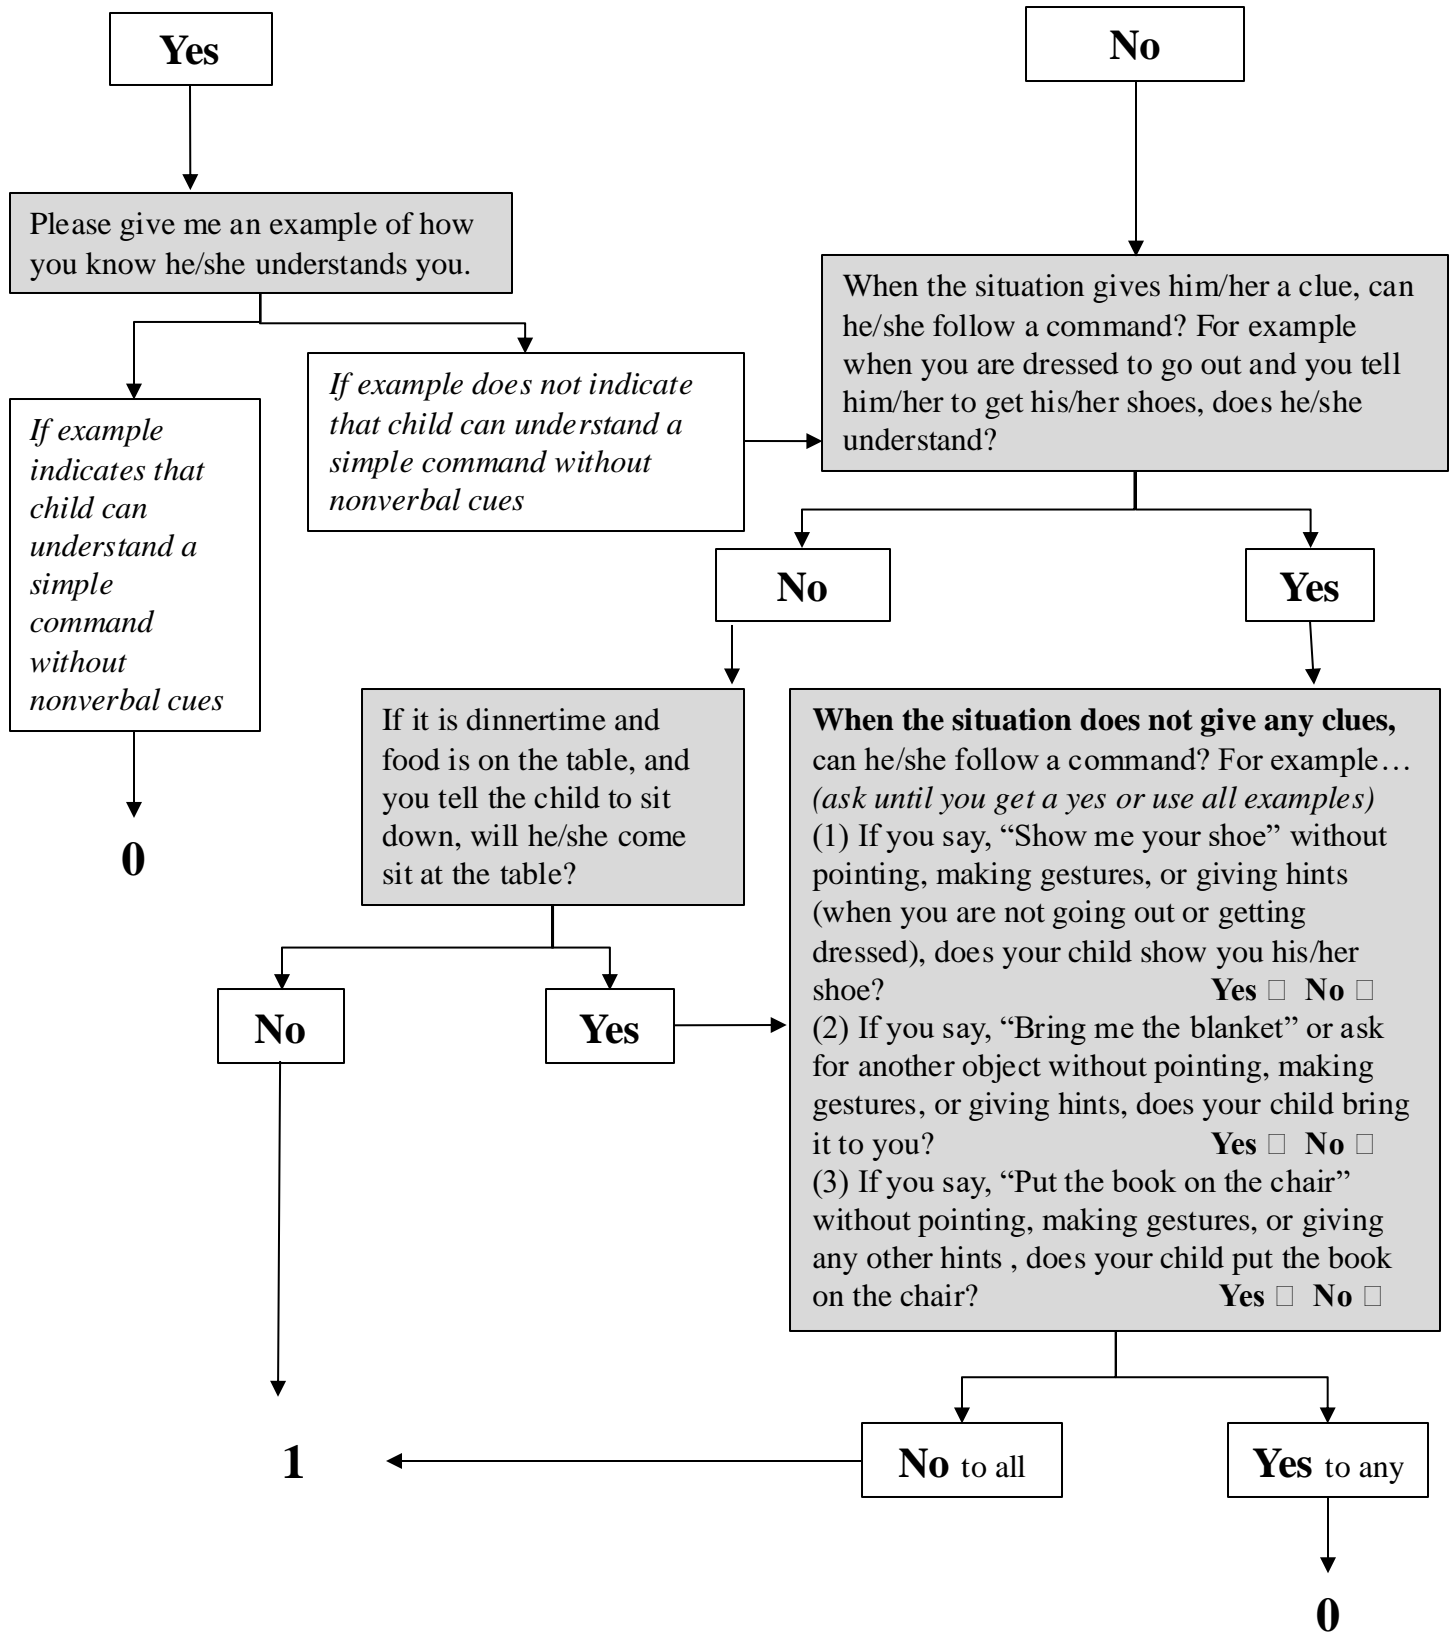 Yes
No
Please give me an example of how
you know he/she understands you.
When the situation gives him/her a clue, can
he/she follow a command? For example
when you are dressed to go out and you tell
him/her to get his/her shoes, does he/she
understand?
If example does not indicate
that child can understand a
simple command without
nonverbal cues
If example
indicates that
child can
understand a
simple
command
without
nonverbal cues
0
No
Yes
If it is dinnertime and
food is on the table, and
you tell the child to sit
down, will he/she come
sit at the table?
When the situation does not give any clues,
can he/she follow a command? For example…
(ask until you get a yes or use all examples)
(1) If you say, “Show me your shoe” without
pointing, making gestures, or giving hints
(when you are not going out or getting
dressed), does your child show you his/her
shoe? Yes □ No □
(2) If you say, “Bring me the blanket” or ask
for another object without pointing, making
gestures, or giving hints, does your child bring
it to you? Yes □ No □
(3) If you say, “Put the book on the chair”
without pointing, making gestures, or giving
any other hints , does your child put the book
on the chair? Yes □ No □
No
Yes
1
No to all
Yes to any
0